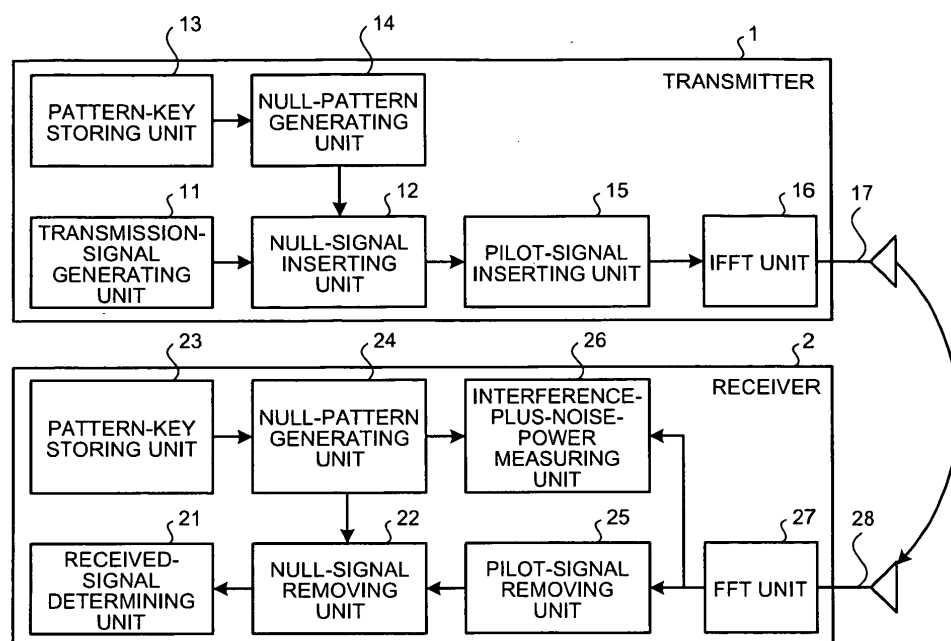 13
14
1
TRANSMITTER
PATTERN-KEY
STORING UNIT
NULL-PATTERN
GENERATING
UNIT
11
12
15
16
17
TRANSMISSION-
SIGNAL
GENERATING
UNIT
NULL-SIGNAL
INSERTING
UNIT
PILOT-SIGNAL
INSERTING UNIT
IFFT UNIT
23
24
26
2
RECEIVER
PATTERN-KEY
STORING UNIT
NULL-PATTERN
GENERATING
UNIT
INTERFERENCE-
PLUS-NOISE-
POWER
MEASURING
UNIT
21
22
25
27
28
RECEIVED-
SIGNAL
DETERMINING
UNIT
NULL-SIGNAL
REMOVING
UNIT
PILOT-SIGNAL
REMOVING
UNIT
FFT UNIT